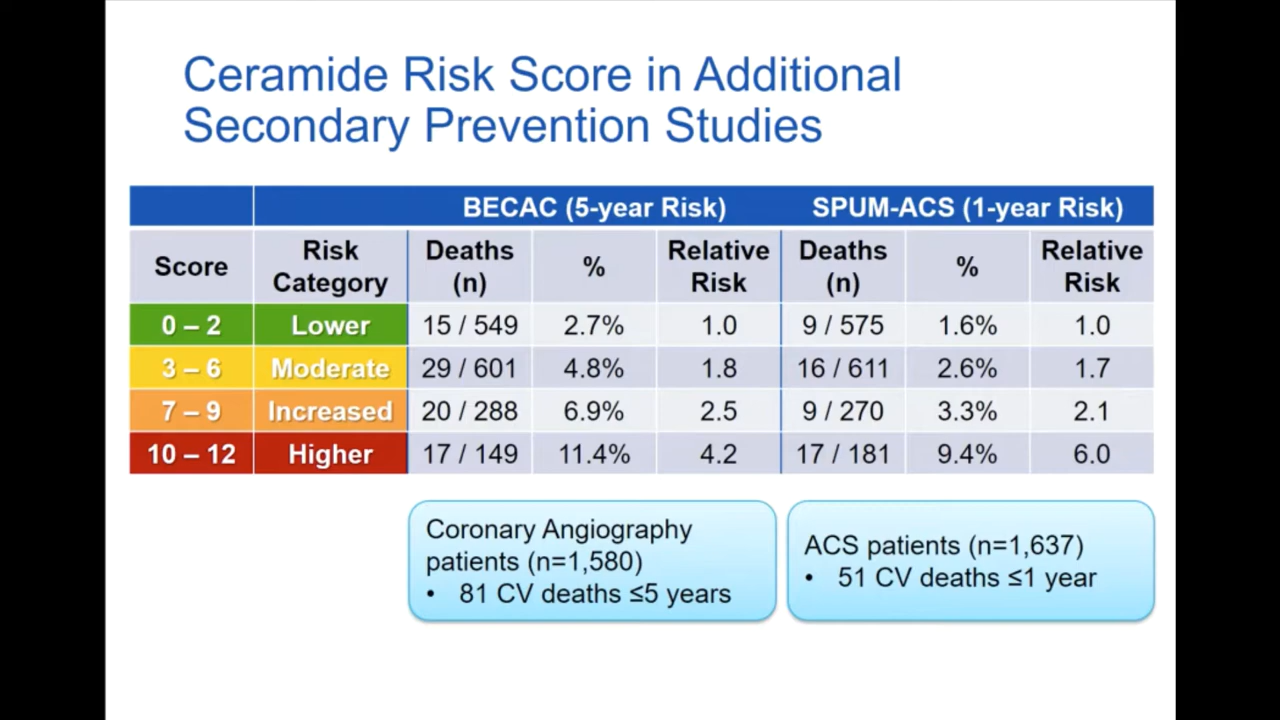 Ceramide Risk Score in Additional
Secondary Prevention Studies
BECAC (5-year Risk) SPUM-ACS (1-year Risk)
Score Risk Category Deaths (n) % Relative Risk Deaths (n) % Relative Risk
0 – 2 Lower 15 / 549 2.7% 1.0 9 / 575 1.6% 1.0
3 – 6 Moderate 29 / 601 4.8% 1.8 16 / 611 2.6% 1.7
7 – 9 Increased 20 / 288 6.9% 2.5 9 / 270 3.3% 2.1
10 – 12 Higher 17 / 149 11.4% 4.2 17 / 181 9.4% 6.0
Coronary Angiography
patients (n=1,580)
• 81 CV deaths ≤5 years
ACS patients (n=1,637)
• 51 CV deaths ≤1 year